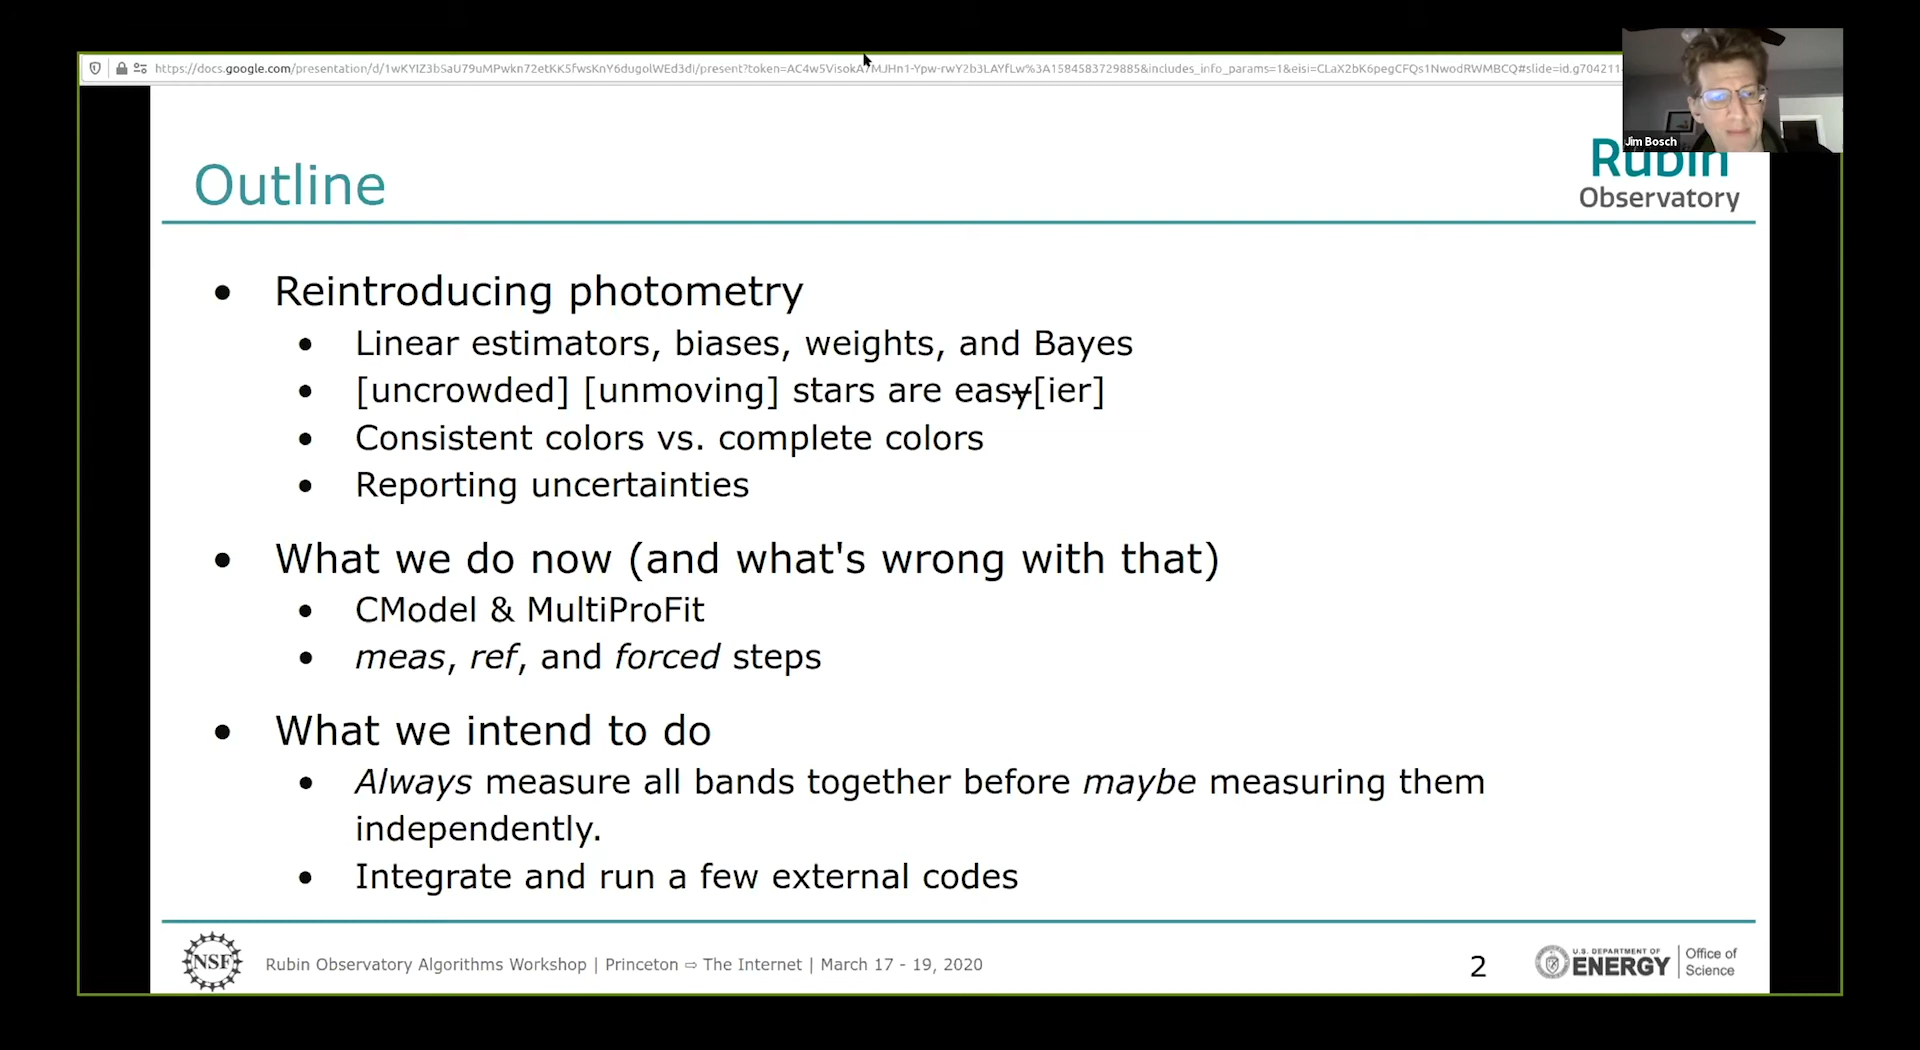 Jim Bosch
Rubin
Observatory
Outline
• Reintroducing photometry
• Linear estimators, biases, weights, and Bayes
• [uncrowded] [unmoving] stars are easy[ier]
• Consistent colors vs. complete colors
• Reporting uncertainties
• What we do now (and what's wrong with that)
• CModel & MultiProFit
• meas, ref, and forced steps
• What we intend to do
• Always measure all bands together before maybe measuring them
independently.
• Integrate and run a few external codes
NSF
Rubin Observatory Algorithms Workshop | Princeton ⇨ The Internet | March 17 - 19, 2020
2
U.S. DEPARTMENT OF
ENERGY
Office of
Science